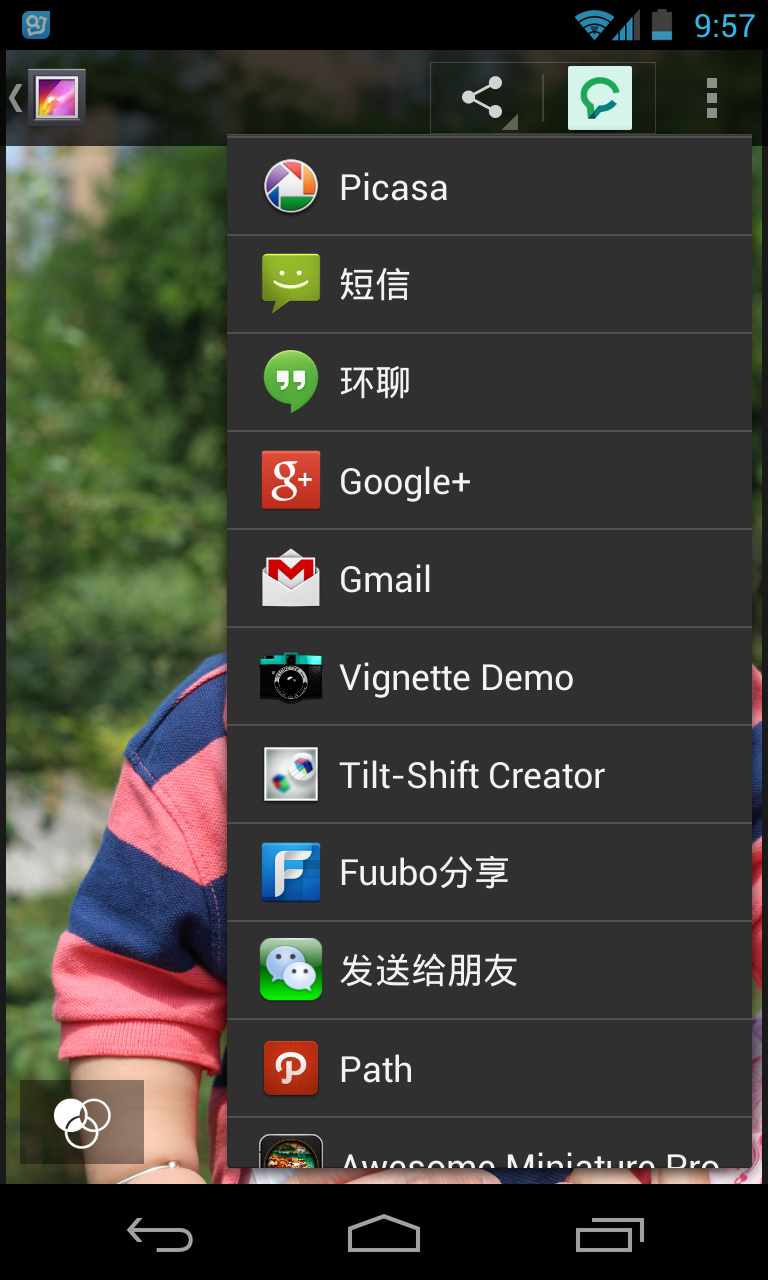 9:57
Picasa
短信
环聊
Google+
Gmail
Vignette Demo
Tilt-Shift Creator
Fuubo分享
发送给朋友
Path
Awesome Miniature Pro